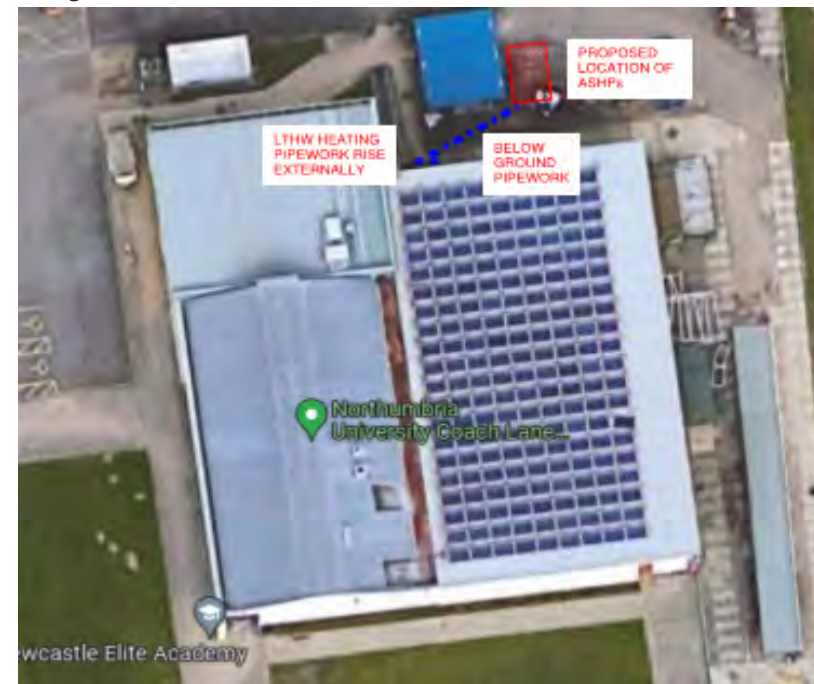 PROPOSED
LOCATION OF
ASHPs
LTHW HEATING
PIPEWORK RISE
EXTERNALLY
BELOW
GROUND
PIPEWORK
Northumbria
University Coach Lane...
ewcastle Elite Academy